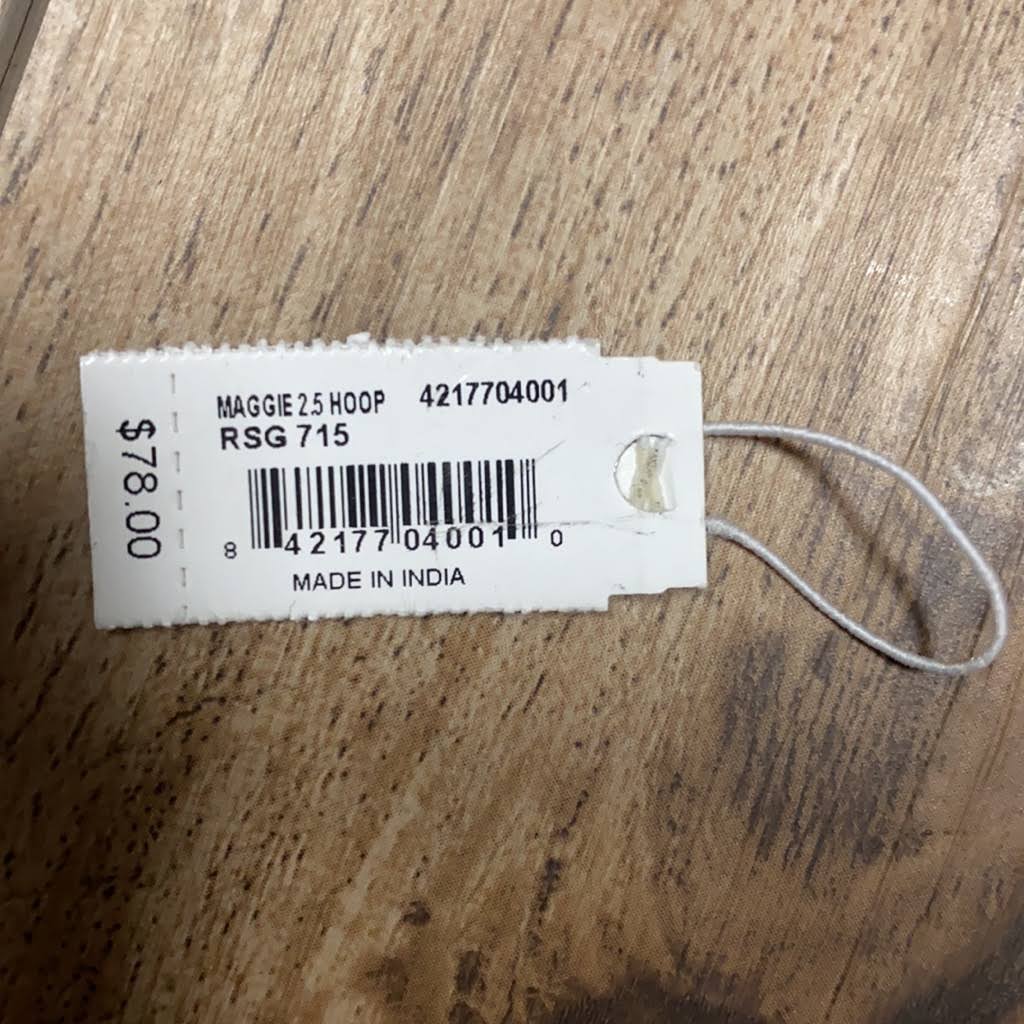 MAGGIE 2.5 HOOP 4217704001
RSG 715
8 42177 04001 0
MADE IN INDIA
$78.00